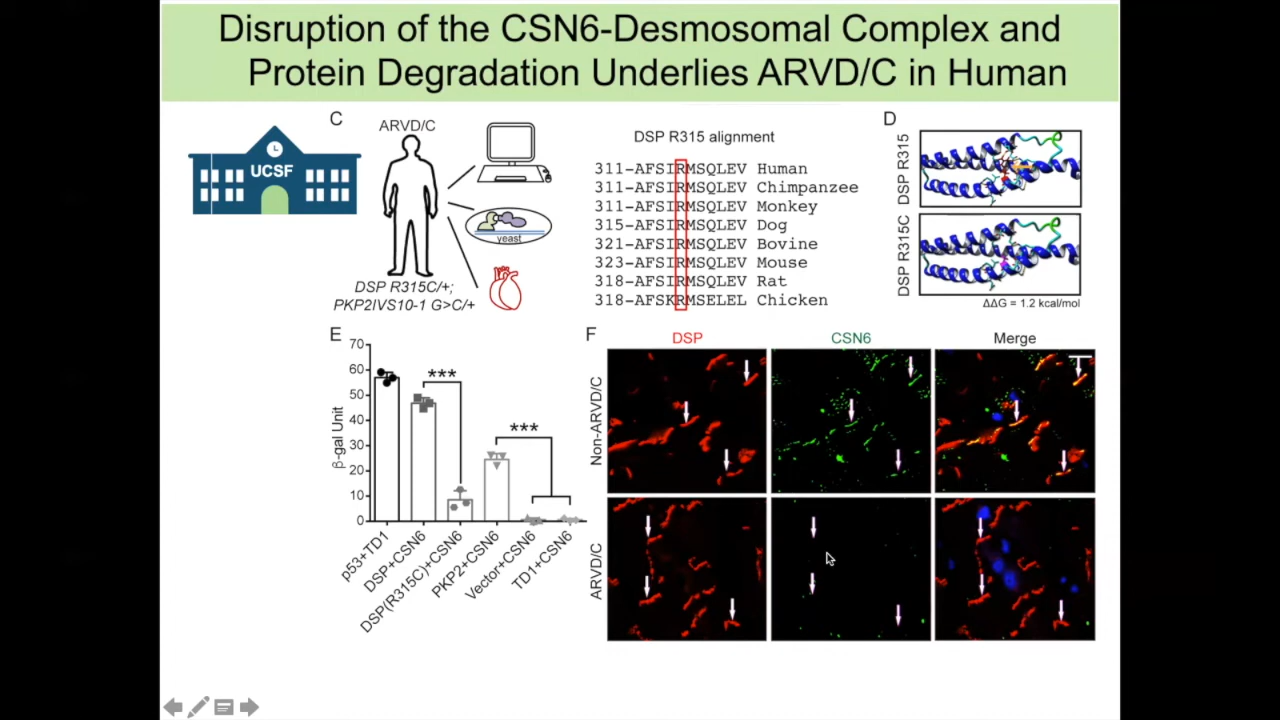 Disruption of the CSN6-Desmosomal Complex and
Protein Degradation Underlies ARVD/C in Human
UCSF
C
ARVD/C
yeast
DSP R315C/+;
PKP2IVS10-1 G>C/+
DSP R315 alignment
311-AFSIRMSQLEV Human
311-AFSIRMSQLEV Chimpanzee
311-AFSIRMSQLEV Monkey
315-AFSIRMSQLEV Dog
321-AFSIRMSQLEV Bovine
323-AFSIRMSQLEV Mouse
318-AFSIRMSQLEV Rat
318-AFSKRMSELEL Chicken
D
DSP R315
DSP R315C
ΔΔG = 1.2 kcal/mol
E
β-gal Unit
70
60
50
40
30
20
10
0
***
***
p53+TD1
DSP+CSN6
DSP(R315C)+CSN6
PKP2+CSN6
Vector+CSN6
TD1+CSN6
F
DSP
CSN6
Merge
Non-ARVD/C
ARVD/C